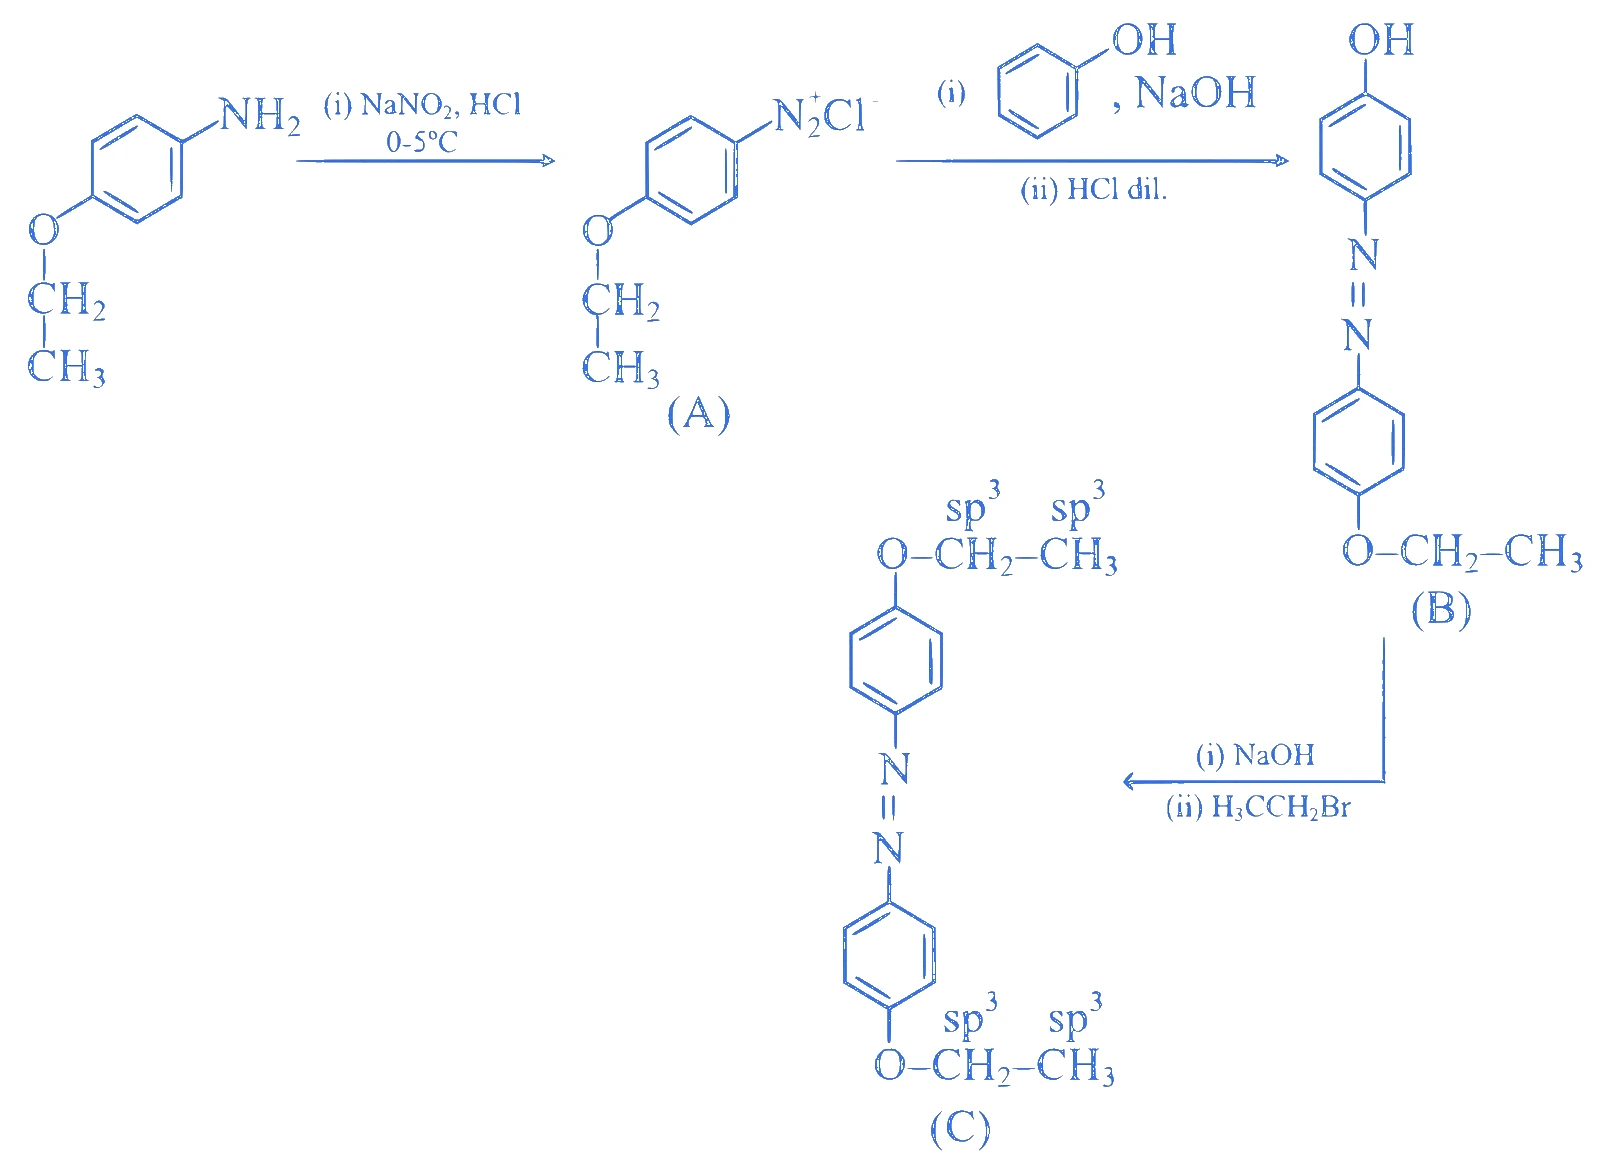 NH₂
(i) NaNO₂, HCl
0-5ºC
O
CH₂
CH₃
N₂⁺Cl⁻
O
CH₂
CH₃
(A)
(i)
OH
, NaOH
(ii) HCl dil.
OH
N
N
O–CH₂–CH₃
(B)
(i) NaOH
(ii) H₃CCH₂Br
sp³ sp³
O–CH₂–CH₃
N
N
sp³ sp³
O–CH₂–CH₃
(C)